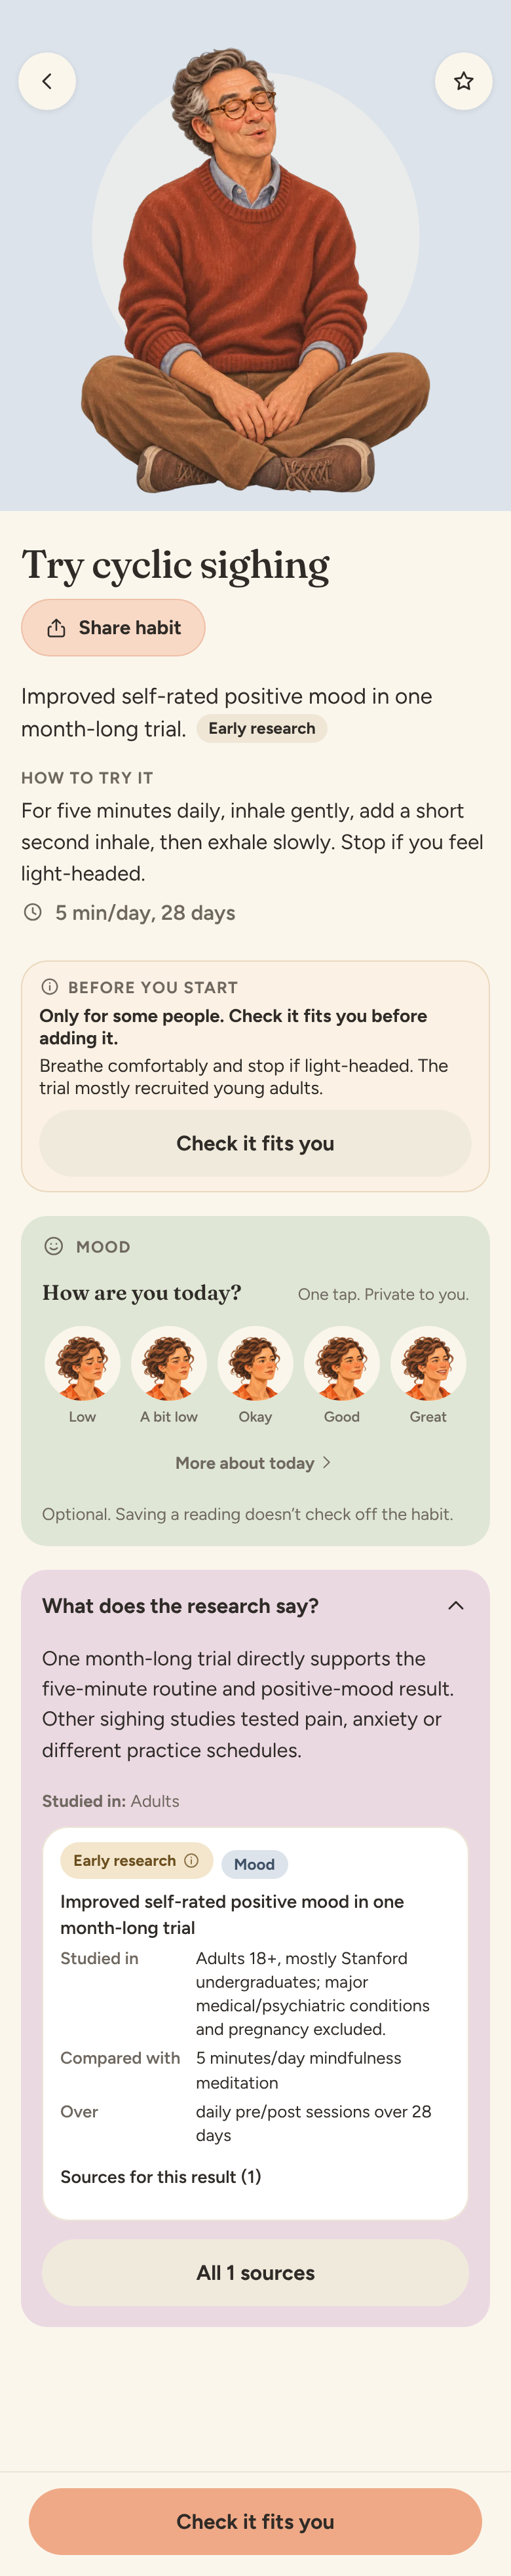 Try cyclic sighing
Share habit
Improved self-rated positive mood in one
month-long trial. Early research
HOW TO TRY IT
For five minutes daily, inhale gently, add a short
second inhale, then exhale slowly. Stop if you feel
light-headed.
5 min/day, 28 days
BEFORE YOU START
Only for some people. Check it fits you before
adding it.
Breathe comfortably and stop if light-headed. The
trial mostly recruited young adults.
Check it fits you
MOOD
How are you today? One tap. Private to you.
Low A bit low Okay Good Great
More about today
Optional. Saving a reading doesn’t check off the habit.
What does the research say?
One month-long trial directly supports the
five-minute routine and positive-mood result.
Other sighing studies tested pain, anxiety or
different practice schedules.
Studied in: Adults
Early research Mood
Improved self-rated positive mood in one
month-long trial
Studied in Adults 18+, mostly Stanford
undergraduates; major
medical/psychiatric conditions
and pregnancy excluded.
Compared with 5 minutes/day mindfulness
meditation
Over daily pre/post sessions over 28
days
Sources for this result (1)
All 1 sources
Check it fits you